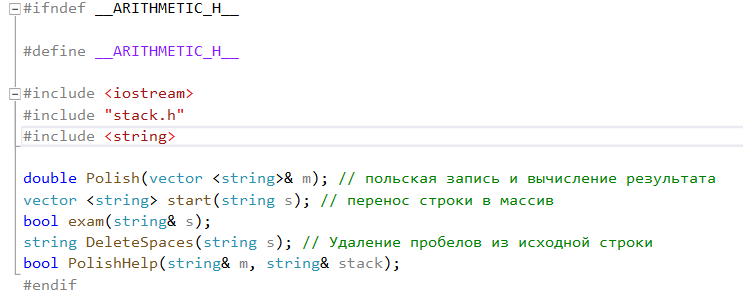 #ifndef __ARITHMETIC_H__
#define __ARITHMETIC_H__
#include <iostream>
#include "stack.h"
#include <string>
double Polish(vector <string>& m); // польская запись и вычисление результата
vector <string> start(string s); // перенос строки в массив
bool exam(string& s);
string DeleteSpaces(string s); // Удаление пробелов из исходной строки
bool PolishHelp(string& m, string& stack);
#endif